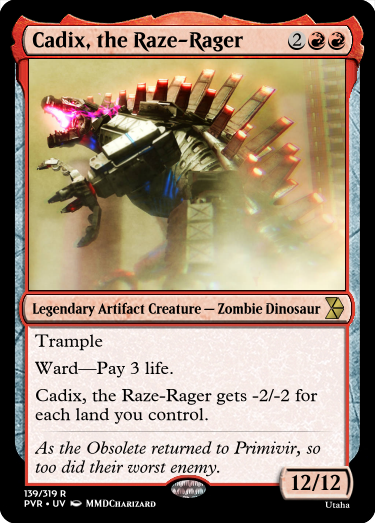 Cadix, the Raze-Rager 2
Legendary Artifact Creature — Zombie Dinosaur
Trample
Ward—Pay 3 life.
Cadix, the Raze-Rager gets -2/-2 for
each land you control.
As the Obsolete returned to Primivir, so
too did their worst enemy.
12/12
139/319 R
PVR • UV MMDCharizard
Utaha